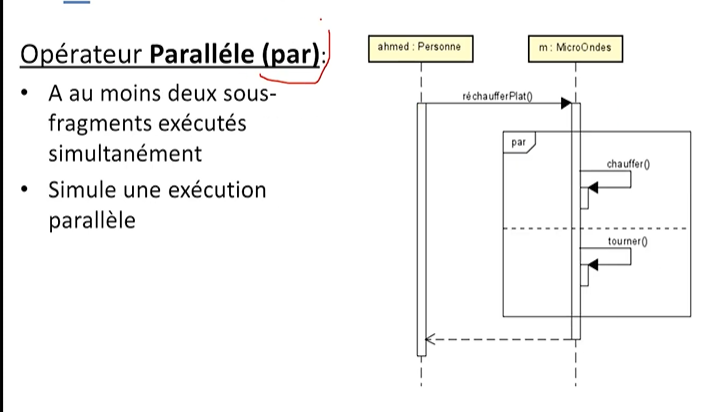 Opérateur Paralléle (par):
• A au moins deux sous-
fragments exécutés
simultanément
• Simule une exécution
parallèle
ahmed : Personne
m : MicroOndes
réchaufferPlat()
par
chauffer()
tourner()